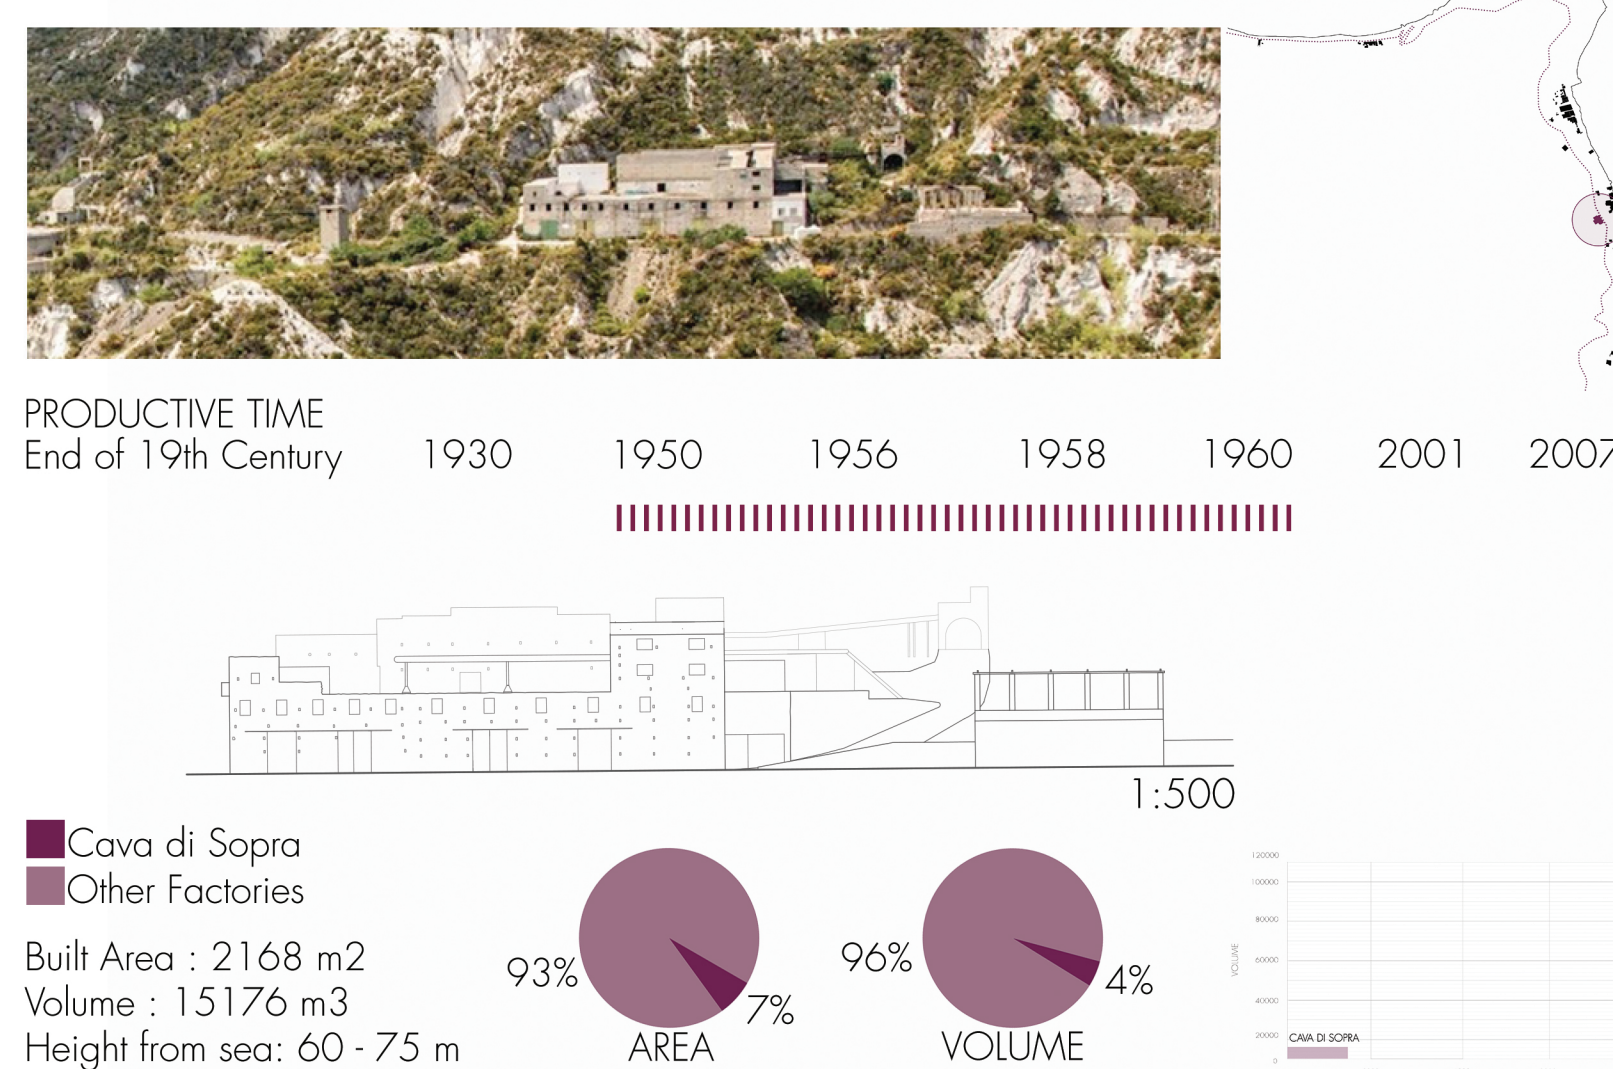 PRODUCTIVE TIME
End of 19th Century 1930 1950 1956 1958 1960 2001 2007
1:500
Cava di Sopra
Other Factories
Built Area : 2168 m2
Volume : 15176 m3
Height from sea: 60 - 75 m
93%
7%
AREA
96%
4%
VOLUME
120000
100000
80000
60000
40000
20000
0
VOLUME
CAVA DI SOPRA